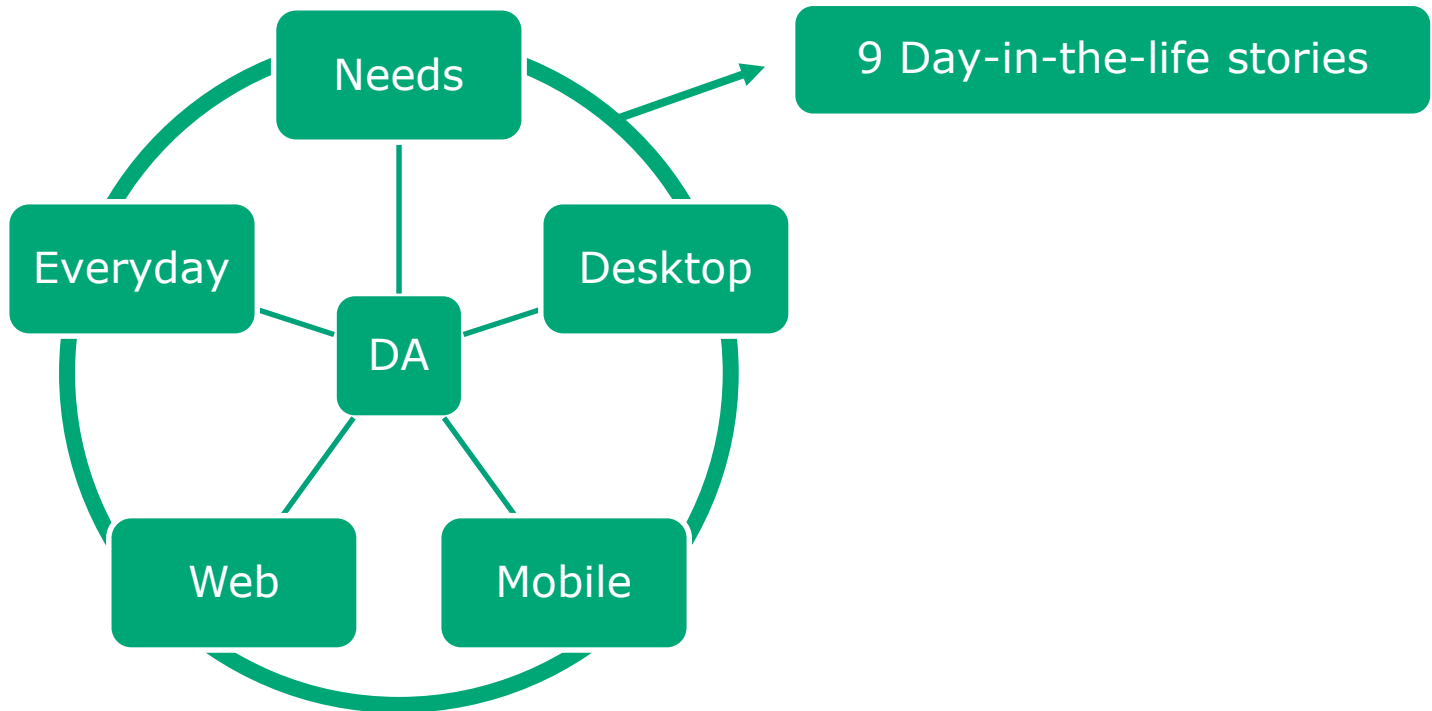 Needs
9 Day-in-the-life stories
Everyday
Desktop
DA
Web
Mobile